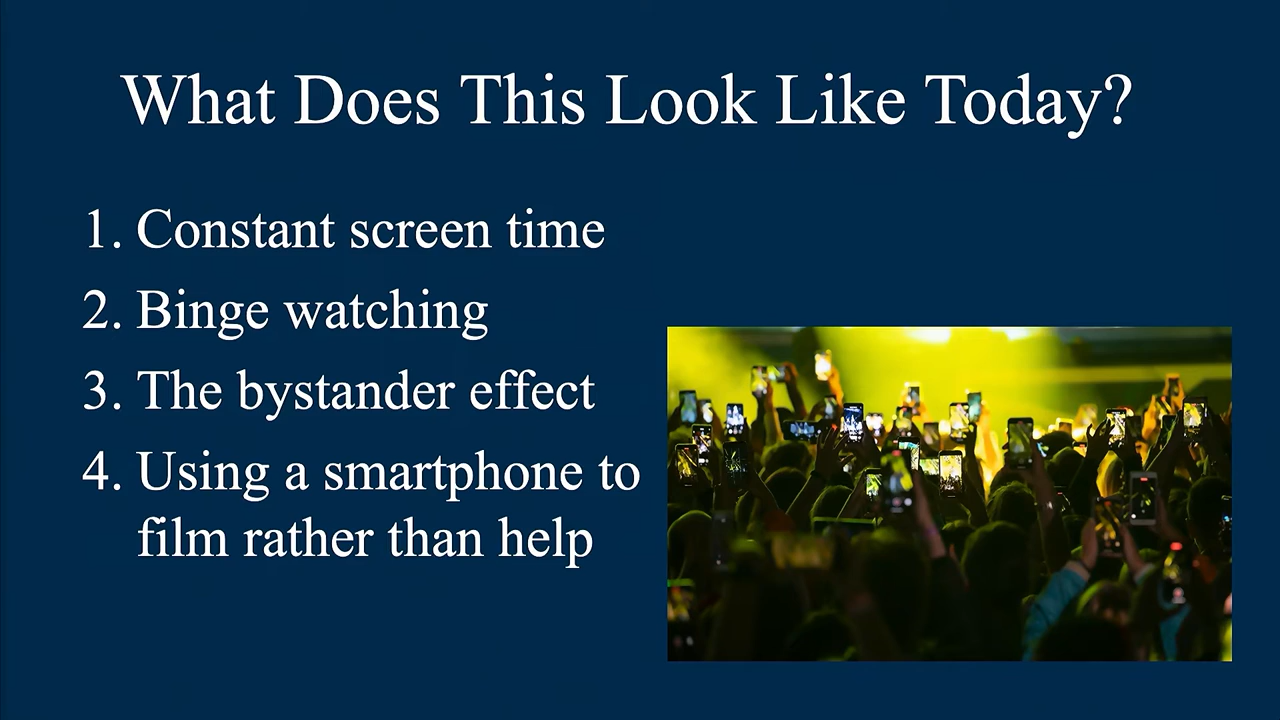 What Does This Look Like Today?
1. Constant screen time
2. Binge watching
3. The bystander effect
4. Using a smartphone to
film rather than help